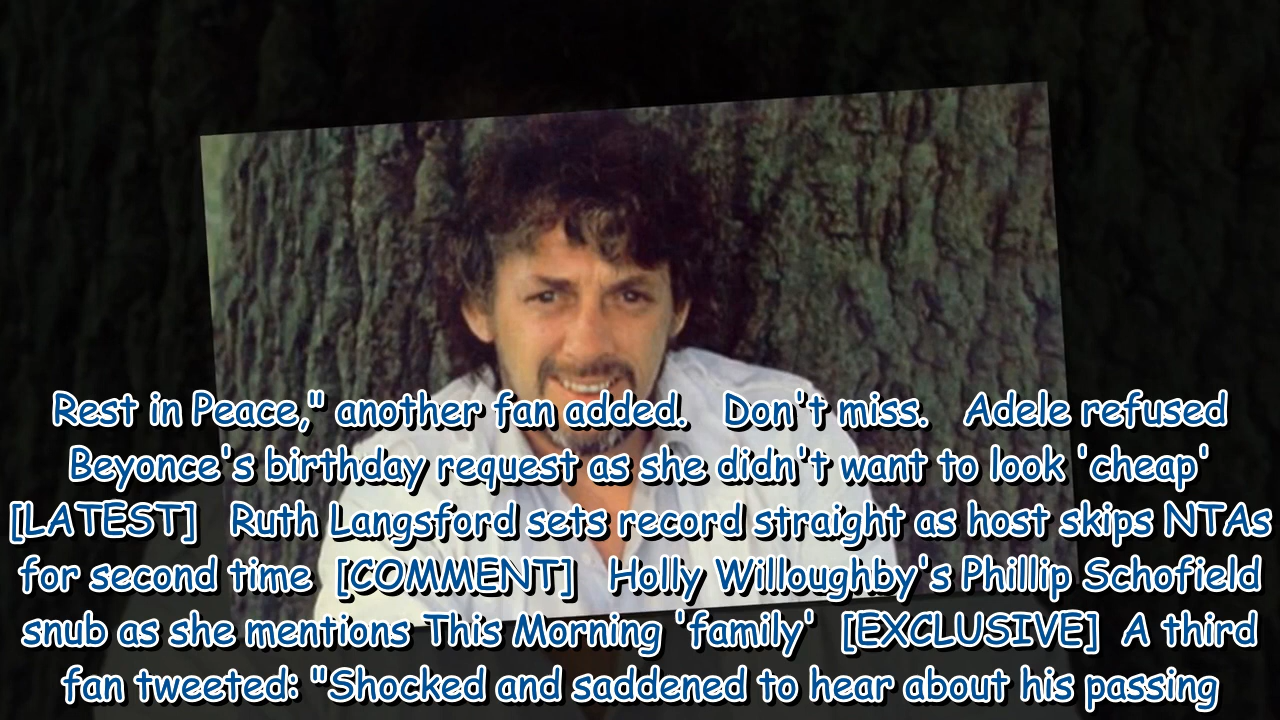 Rest in Peace," another fan added. Don't miss. Adele refused
Beyonce's birthday request as she didn't want to look 'cheap'
[LATEST] Ruth Langsford sets record straight as host skips NTAs
for second time [COMMENT] Holly Willoughby's Phillip Schofield
snub as she mentions This Morning 'family' [EXCLUSIVE] A third
fan tweeted: "Shocked and saddened to hear about his passing